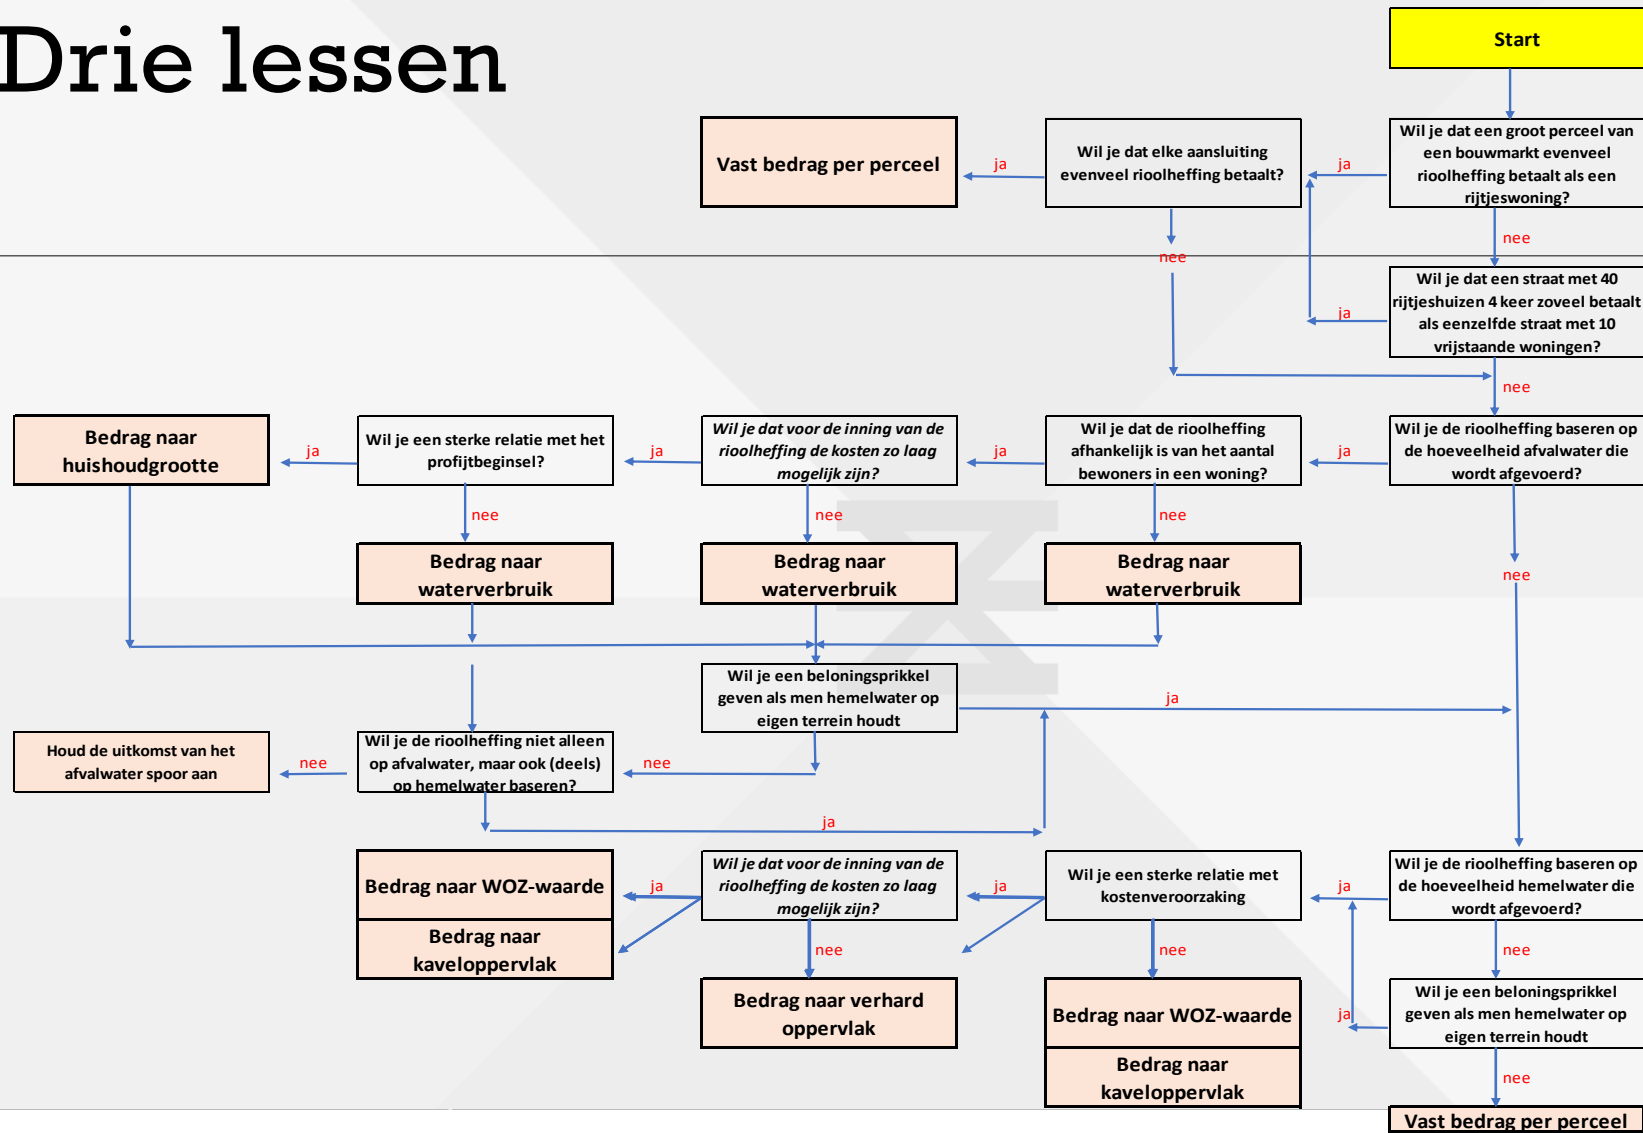 Drie lessen
Start
Vast bedrag per perceel
ja
Wil je dat elke aansluiting
evenveel rioolheffing betaalt?
ja
Wil je dat een groot perceel van
een bouwmarkt evenveel
rioolheffing betaalt als een
rijtjeswoning?
nee
nee
Wil je dat een straat met 40
rijtjeshuizen 4 keer zoveel betaalt
als eenzelfde straat met 10
vrijstaande woningen?
ja
nee
Bedrag naar
huishoudgrootte
ja
Wil je een sterke relatie met het
profijtbeginsel?
ja
Wil je dat voor de inning van de
rioolheffing de kosten zo laag
mogelijk zijn?
ja
Wil je dat de rioolheffing
afhankelijk is van het aantal
bewoners in een woning?
ja
Wil je de rioolheffing baseren op
de hoeveelheid afvalwater die
wordt afgevoerd?
nee
nee
nee
nee
Bedrag naar
waterverbruik
Bedrag naar
waterverbruik
Bedrag naar
waterverbruik
Wil je een beloningsprikkel
geven als men hemelwater op
eigen terrein houdt
ja
Houd de uitkomst van het
afvalwater spoor aan
nee
Wil je de rioolheffing niet alleen
op afvalwater, maar ook (deels)
op hemelwater baseren?
nee
ja
Bedrag naar WOZ-waarde
Bedrag naar
kaveloppervlak
ja
Wil je dat voor de inning van de
rioolheffing de kosten zo laag
mogelijk zijn?
ja
Wil je een sterke relatie met
kostenveroorzaking
ja
Wil je de rioolheffing baseren op
de hoeveelheid hemelwater die
wordt afgevoerd?
nee
nee
nee
Bedrag naar verhard
oppervlak
Bedrag naar WOZ-waarde
Bedrag naar
kaveloppervlak
ja
Wil je een beloningsprikkel
geven als men hemelwater op
eigen terrein houdt
nee
Vast bedrag per perceel